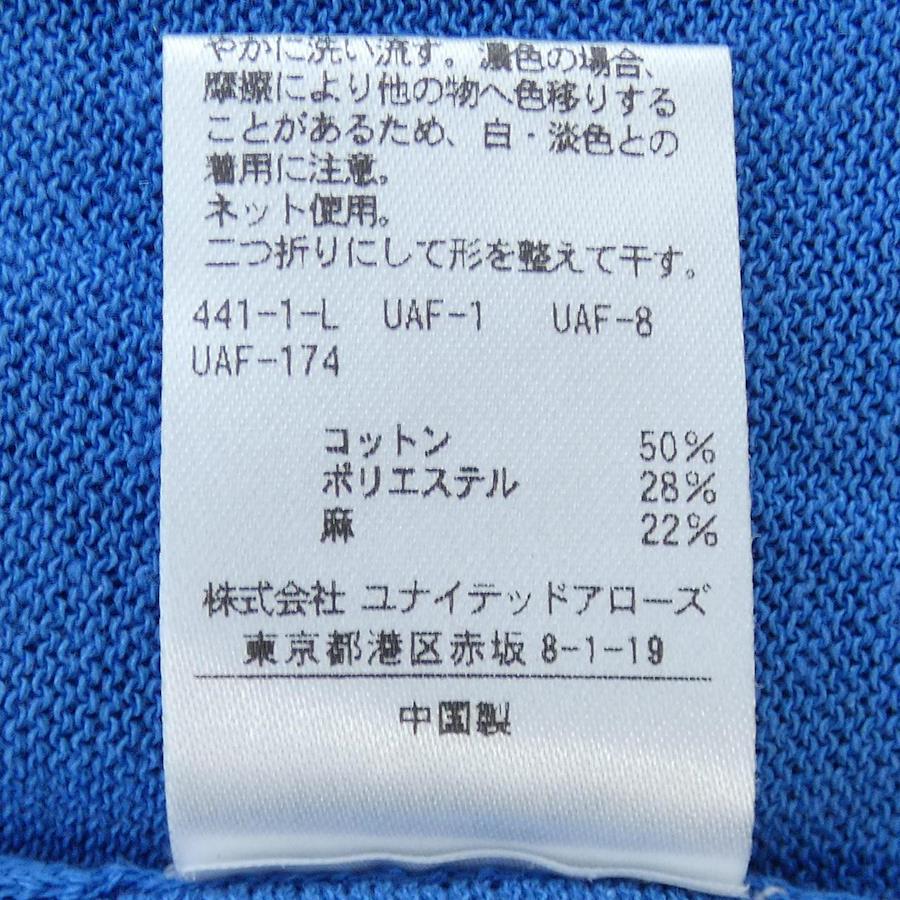 やかに洗い流す。濃色の場合、
摩擦により他の物へ色移りする
ことがあるため、白・淡色との
着用に注意。
ネット使用。
二つ折りにして形を整えて干す。
441-1-L UAF-1 UAF-8
UAF-174
コットン 50%
ポリエステル 28%
麻 22%
株式会社 ユナイテッドアローズ
東京都港区赤坂 8-1-19
中国製